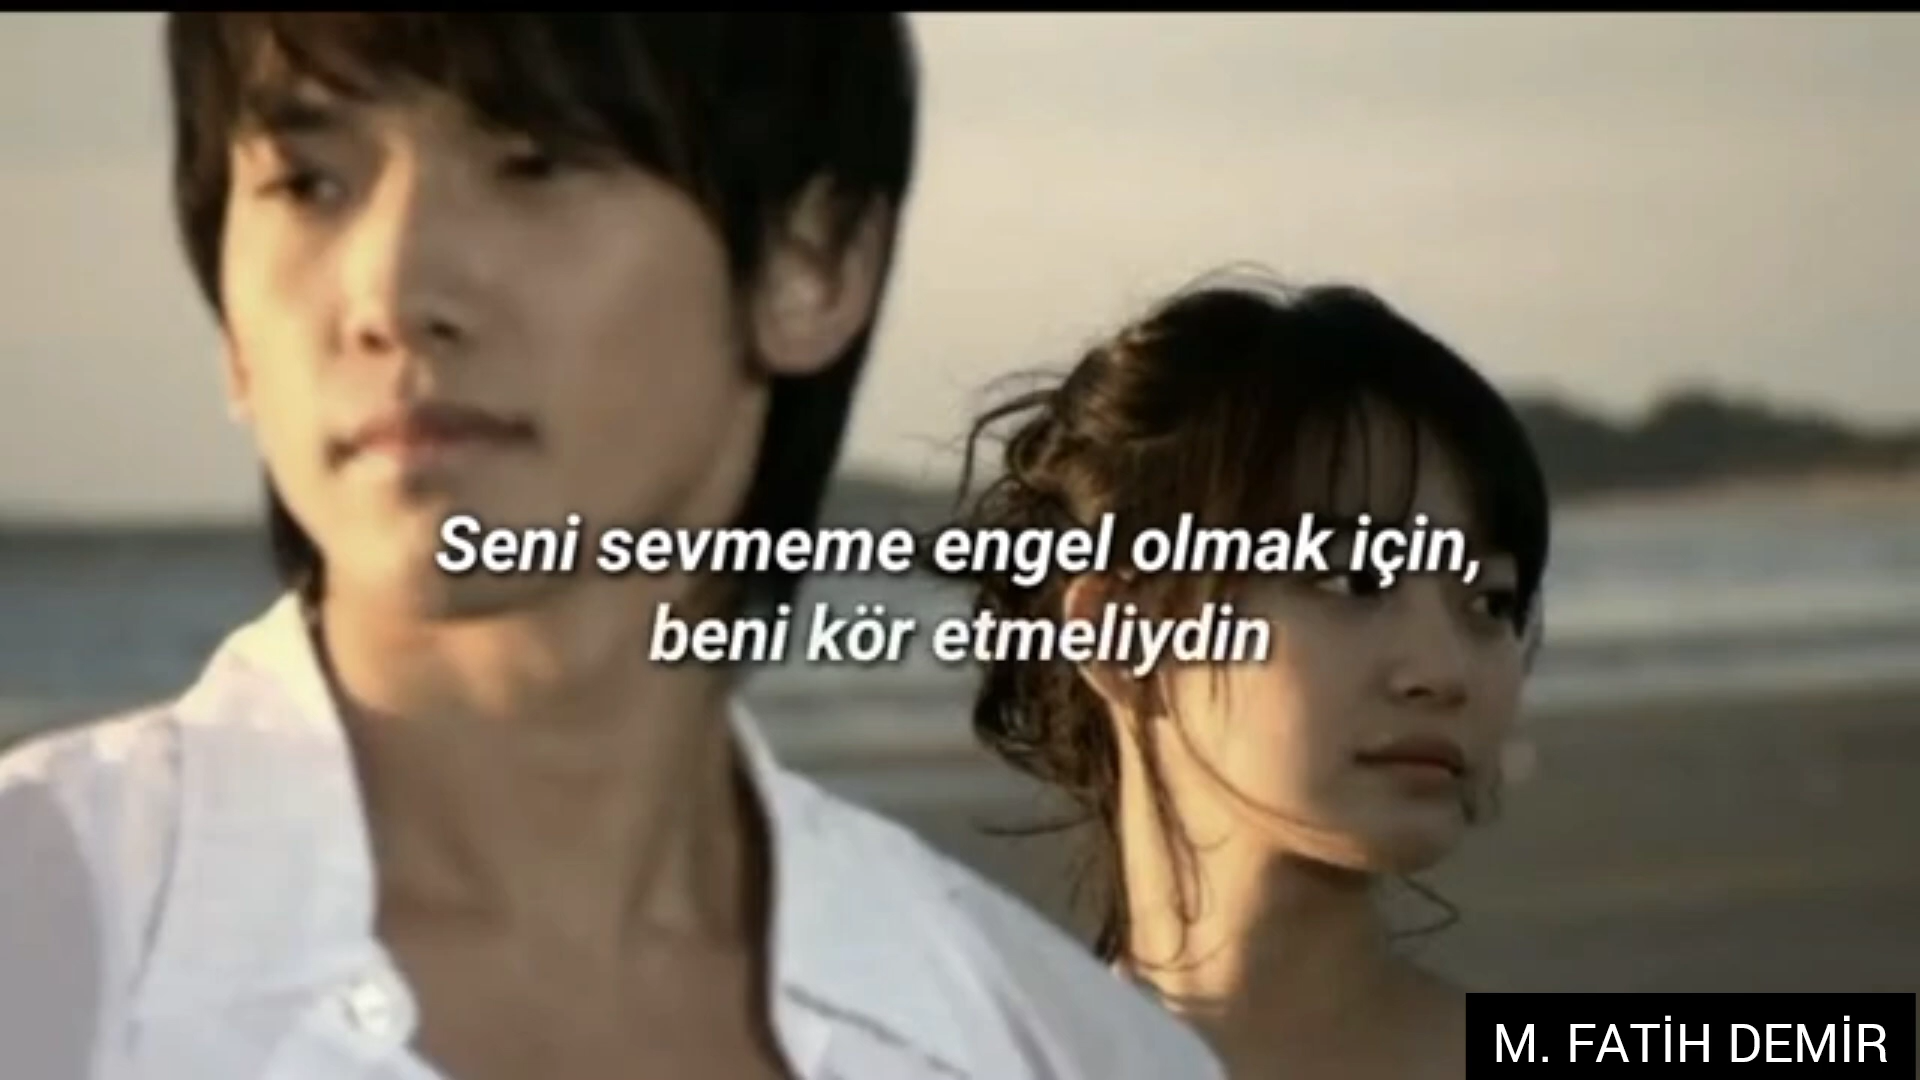 Seni sevmeme engel olmak için,
beni kör etmeliydin
M. FATİH DEMİR